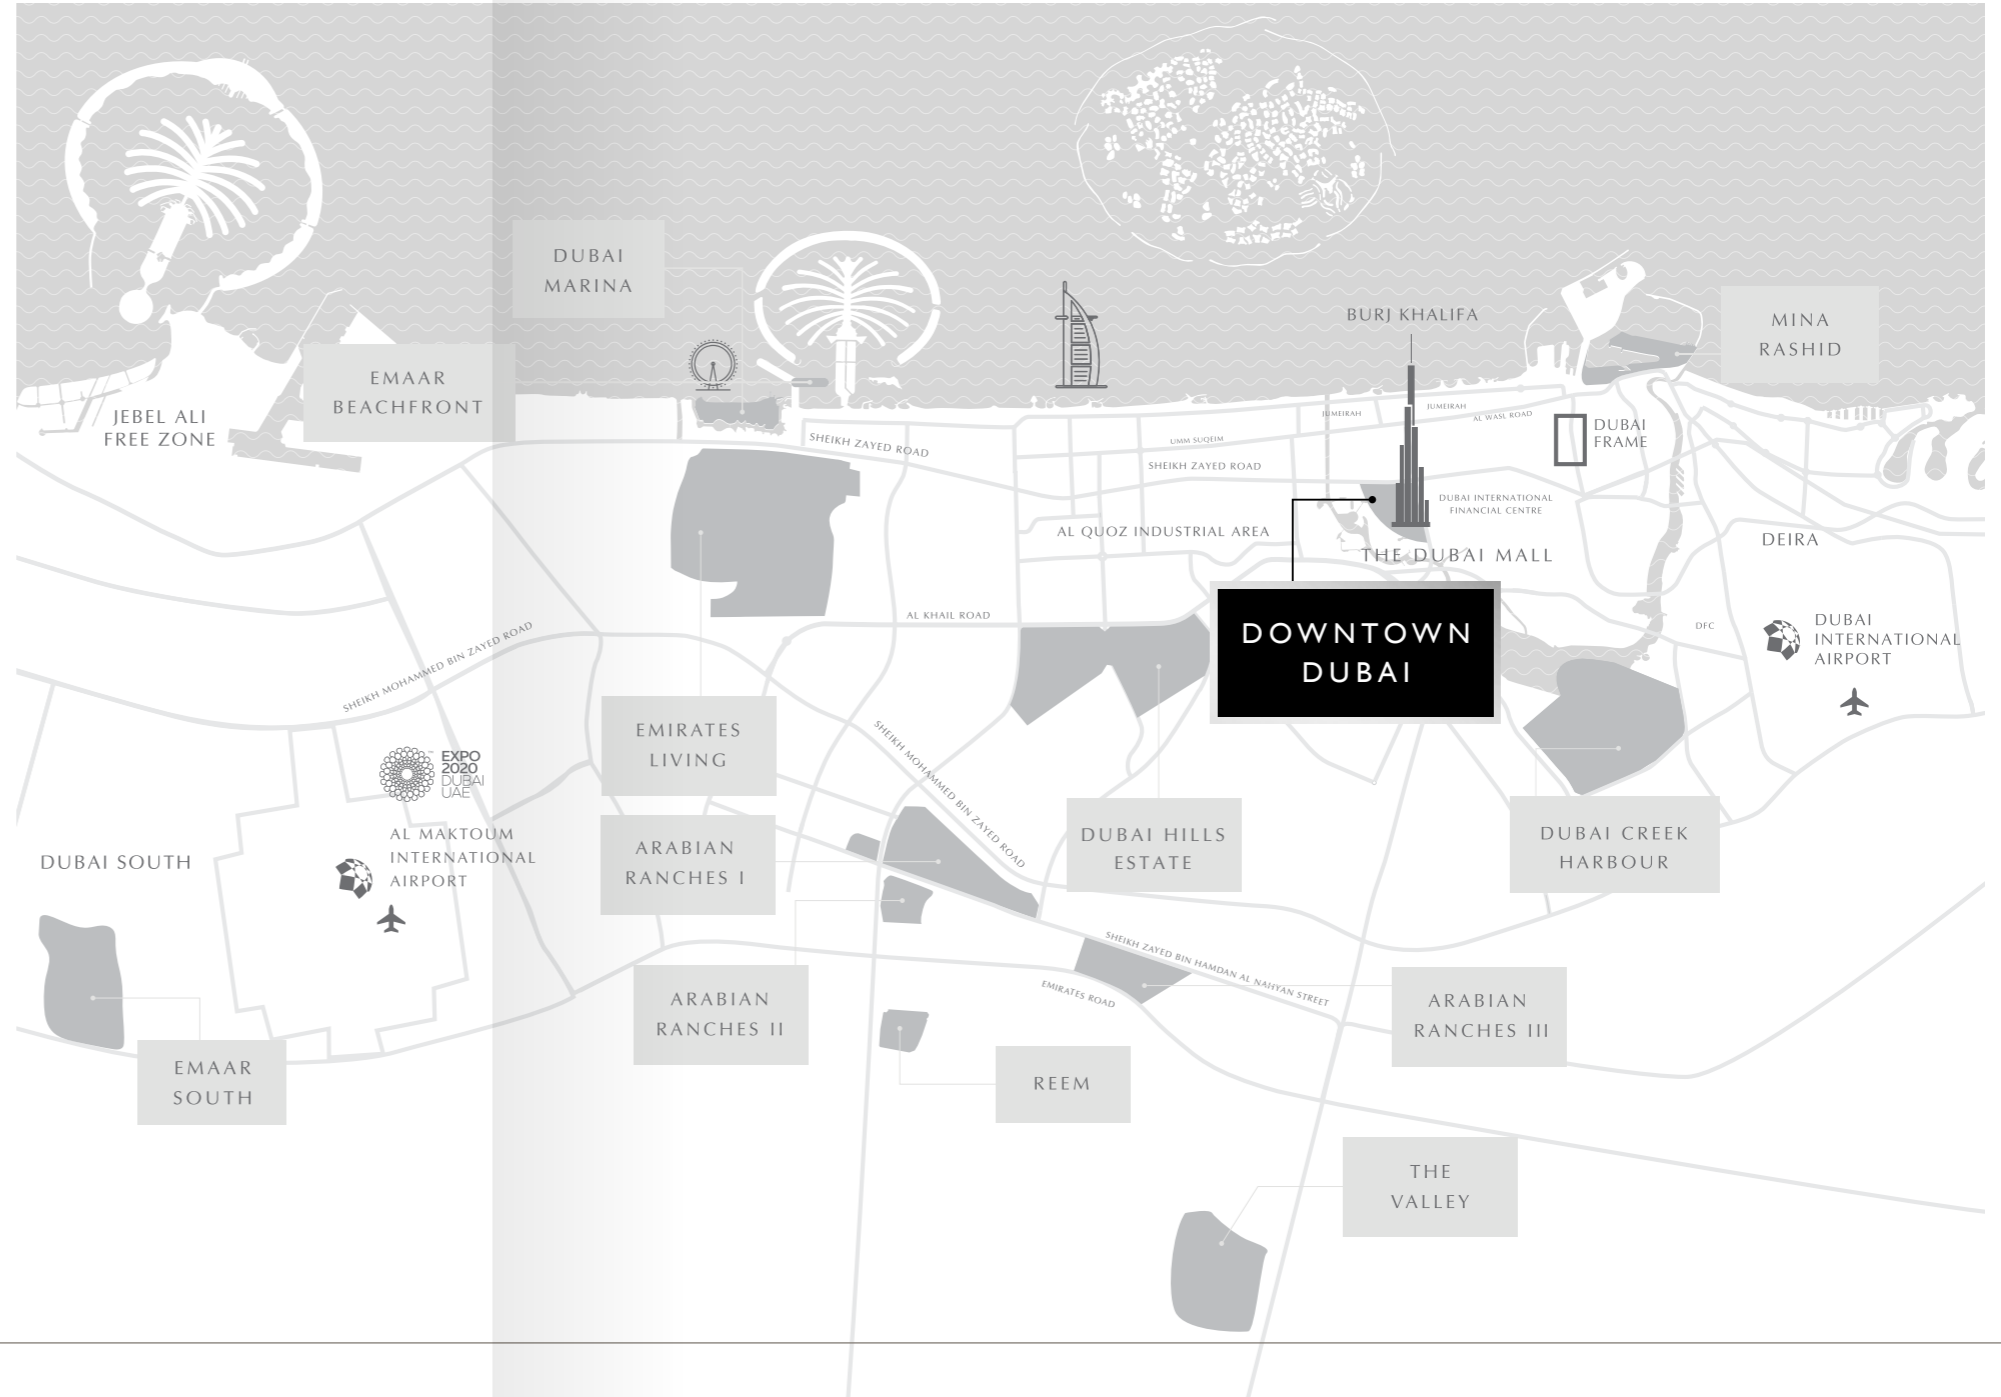 DUBAI
MARINA
BURJ KHALIFA
MINA
RASHID
EMAAR
BEACHFRONT
JEBEL ALI
FREE ZONE
JUMEIRAH
JUMEIRAH
AL WASL ROAD
DUBAI
FRAME
SHEIKH ZAYED ROAD
UMM SUQEIM
SHEIKH ZAYED ROAD
DUBAI INTERNATIONAL
FINANCIAL CENTRE
AL QUOZ INDUSTRIAL AREA
THE DUBAI MALL
DEIRA
AL KHAIL ROAD
DOWNTOWN
DUBAI
DFC
DUBAI
INTERNATIONAL
AIRPORT
SHEIKH MOHAMMED BIN ZAYED ROAD
EMIRATES
LIVING
SHEIKH MOHAMMED BIN ZAYED ROAD
EXPO
2020
DUBAI
UAE
™
AL MAKTOUM
INTERNATIONAL
AIRPORT
DUBAI SOUTH
ARABIAN
RANCHES I
DUBAI HILLS
ESTATE
DUBAI CREEK
HARBOUR
SHEIKH ZAYED BIN HAMDAN AL NAHYAN STREET
EMIRATES ROAD
ARABIAN
RANCHES II
ARABIAN
RANCHES III
EMAAR
SOUTH
REEM
THE
VALLEY